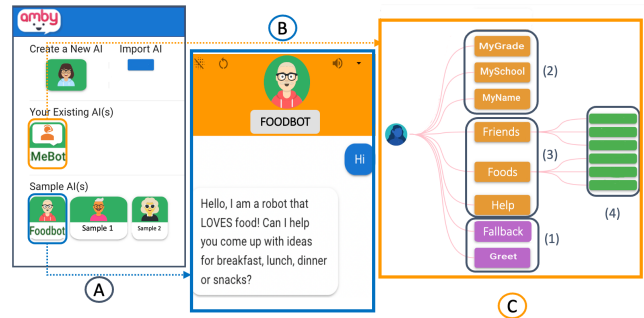 amby
Create a New AI
Import AI
Your Existing AI(s)
MeBot
Sample AI(s)
Foodbot
Sample 1
Sample 2
A
B
FOODBOT
Hi
Hello, I am a robot that
LOVES food! Can I help
you come up with ideas
for breakfast, lunch, dinner
or snacks?
MyGrade
MySchool
MyName
(2)
Friends
Foods
Help
(3)
(4)
Fallback
Greet
(1)
C